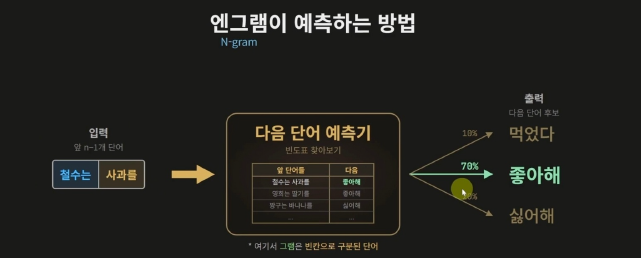 엔그램이 예측하는 방법
N-gram
입력
앞 n-1개 단어
철수는 사과를
다음 단어 예측기
빈도표 찾아보기
앞 단어들 다음
철수는 사과를 좋아해
영희는 딸기를 좋아해
맹구는 바나나를 싫어해
...
...
* 여기서 그램은 빈칸으로 구분된 단어
출력
다음 단어 후보
10% 먹었다
70% 좋아해
싫어해